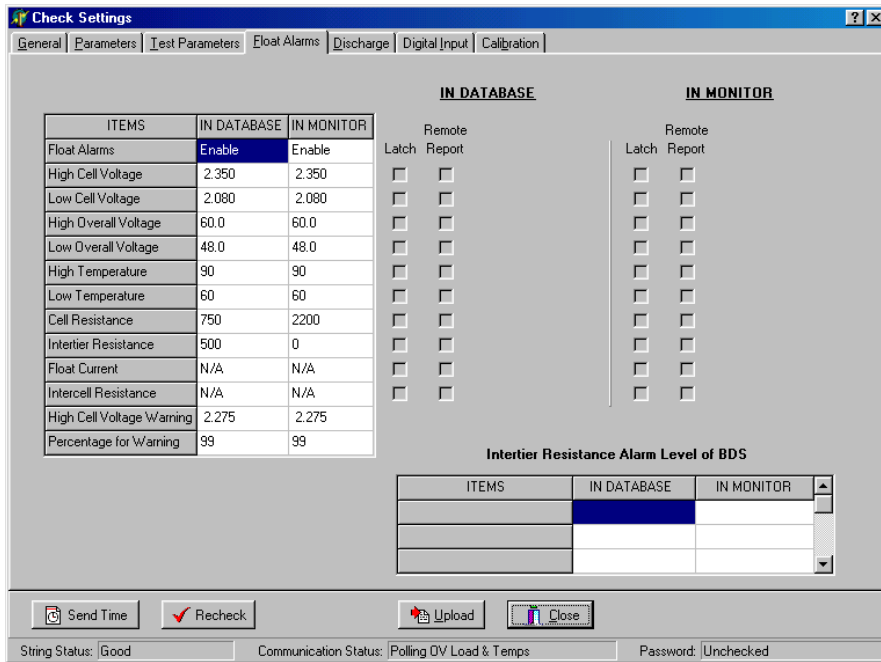 Check Settings
General Parameters Test Parameters Float Alarms Discharge Digital Input Calibration
IN DATABASE IN MONITOR
ITEMS IN DATABASE IN MONITOR
Remote Remote
Latch Report Latch Report
Float Alarms Enable Enable
High Cell Voltage 2.350 2.350
Low Cell Voltage 2.080 2.080
High Overall Voltage 60.0 60.0
Low Overall Voltage 48.0 48.0
High Temperature 90 90
Low Temperature 60 60
Cell Resistance 750 2200
Intertier Resistance 500 0
Float Current N/A N/A
Intercell Resistance N/A N/A
High Cell Voltage Warning 2.275 2.275
Percentage for Warning 99 99
Intertier Resistance Alarm Level of BDS
ITEMS IN DATABASE IN MONITOR
Send Time Recheck Upload Close
String Status: Good Communication Status: Polling OV Load & Temps Password: Unchecked